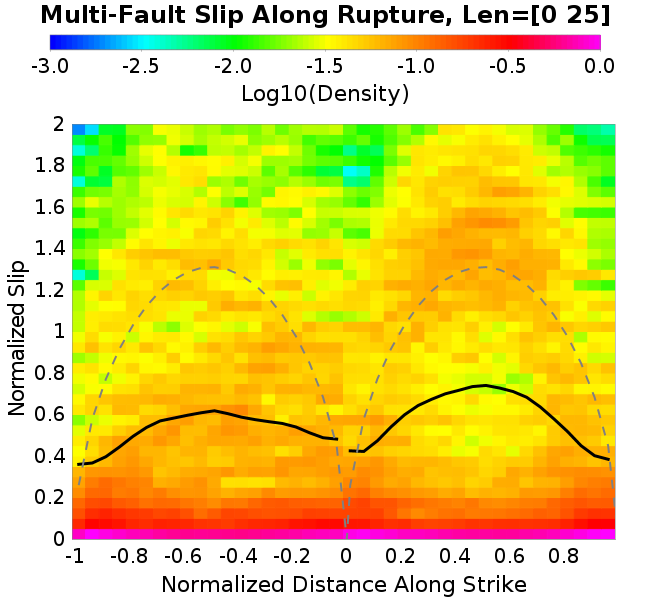 Multi-Fault Slip Along Rupture, Len=[0 25]
-3.0 -2.5 -2.0 -1.5 -1.0 -0.5 0.0
Log10(Density)
2
1.8
1.6
1.4
1.2
1
0.8
0.6
0.4
0.2
0
Normalized Slip
-1 -0.8 -0.6 -0.4 -0.2 0 0.2 0.4 0.6 0.8
Normalized Distance Along Strike